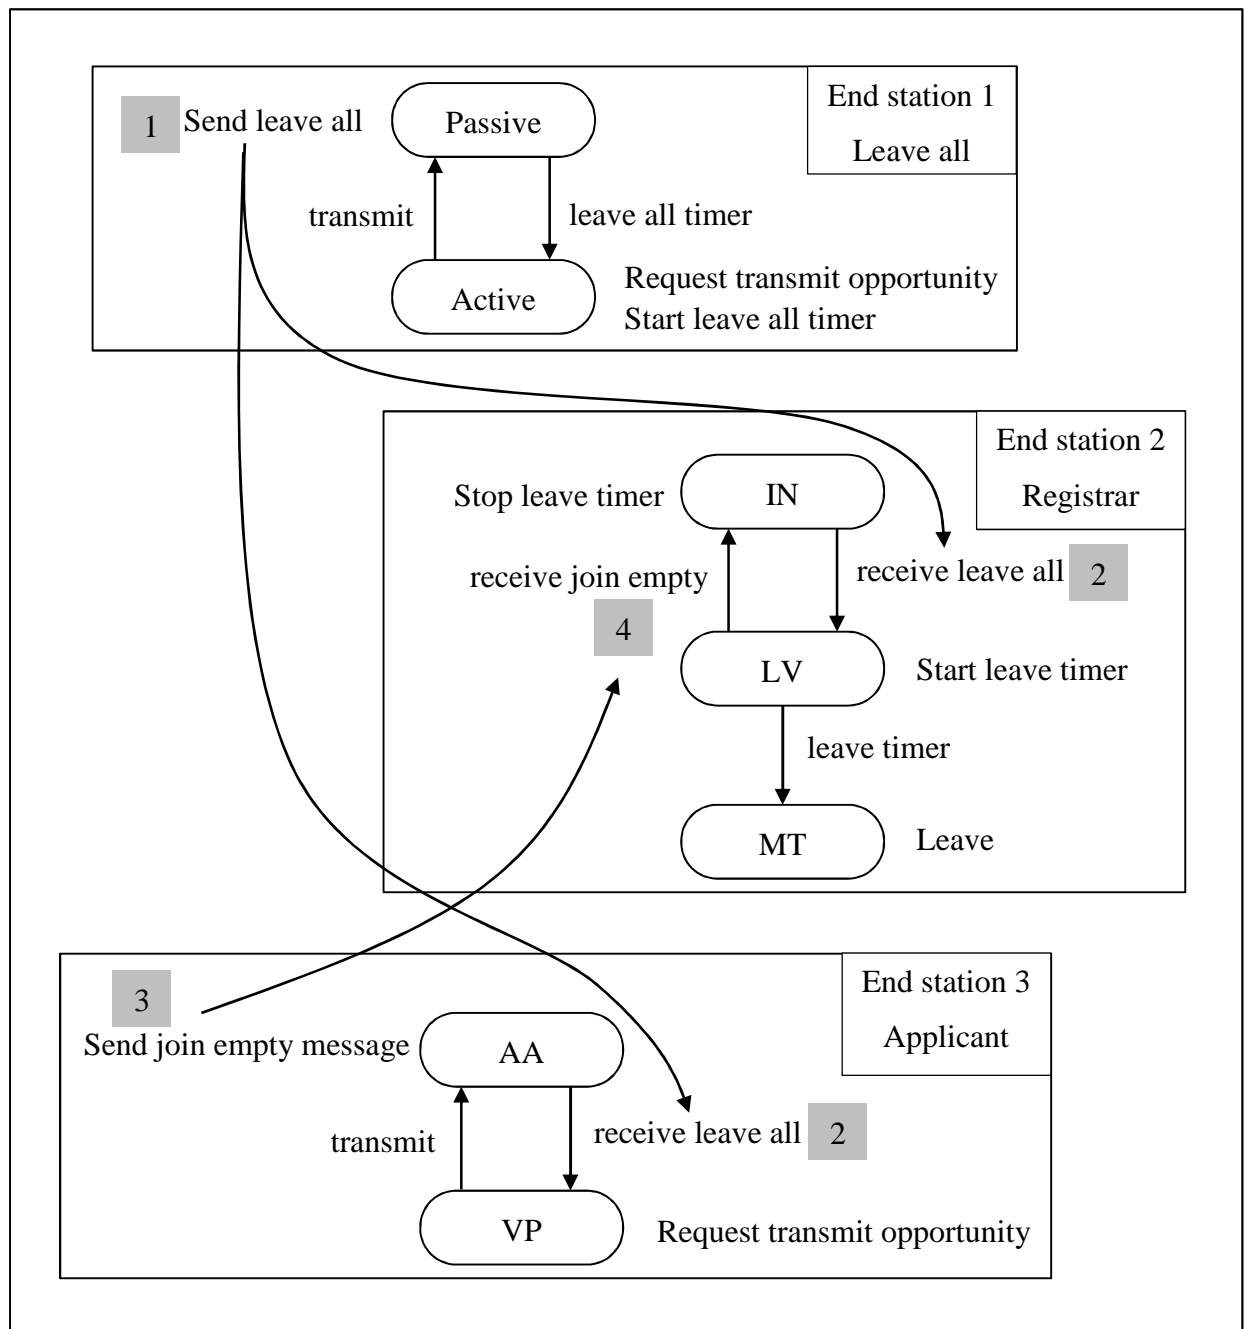 End station 1
Leave all
1
Send leave all
Passive
transmit
leave all timer
Active
Request transmit opportunity
Start leave all timer
End station 2
Registrar
Stop leave timer
IN
receive join empty
4
receive leave all
2
LV
Start leave timer
leave timer
MT
Leave
End station 3
Applicant
3
Send join empty message
AA
transmit
receive leave all
2
VP
Request transmit opportunity